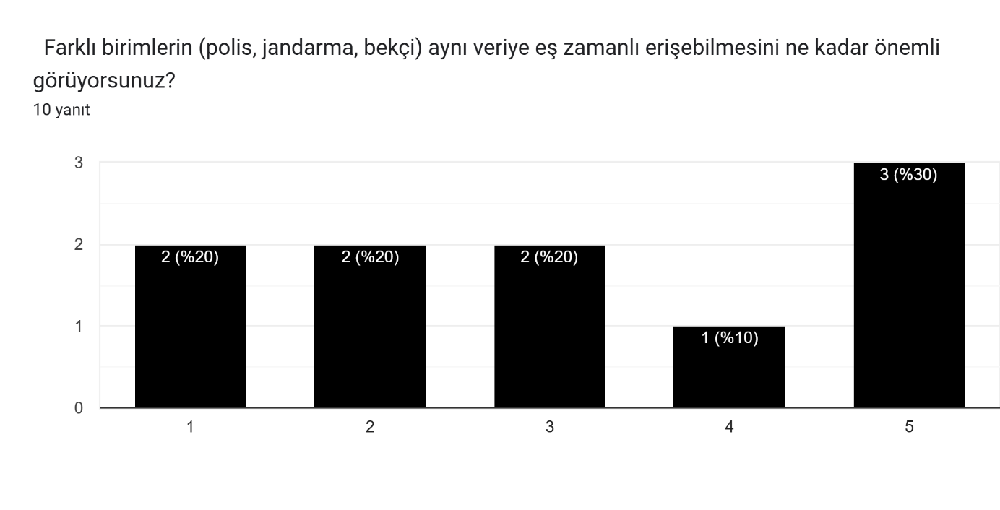 Farklı birimlerin (polis, jandarma, bekçi) aynı veriye eş zamanlı erişebilmesini ne kadar önemli
görüyorsunuz?
10 yanıt
3
3 (%30)
2
2 (%20) 2 (%20) 2 (%20)
1
1 (%10)
0
1 2 3 4 5